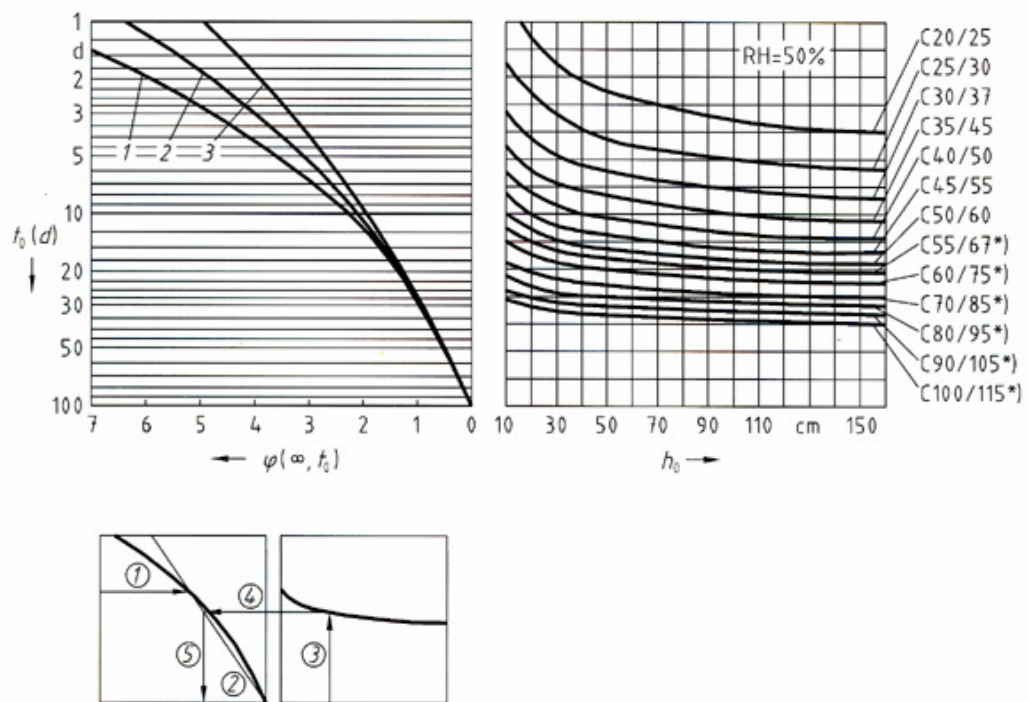 1
d
2
3
5
10
20
30
50
100
t₀ (d)
1
2
3
7 6 5 4 3 2 1 0
φ(∞, t₀)
RH=50%
10 30 50 70 90 110 cm 150
h₀
C20/25
C25/30
C30/37
C35/45
C40/50
C45/55
C50/60
C55/67*)
C60/75*)
C70/85*)
C80/95*)
C90/105*)
C100/115*)
①
④
⑤
②
③